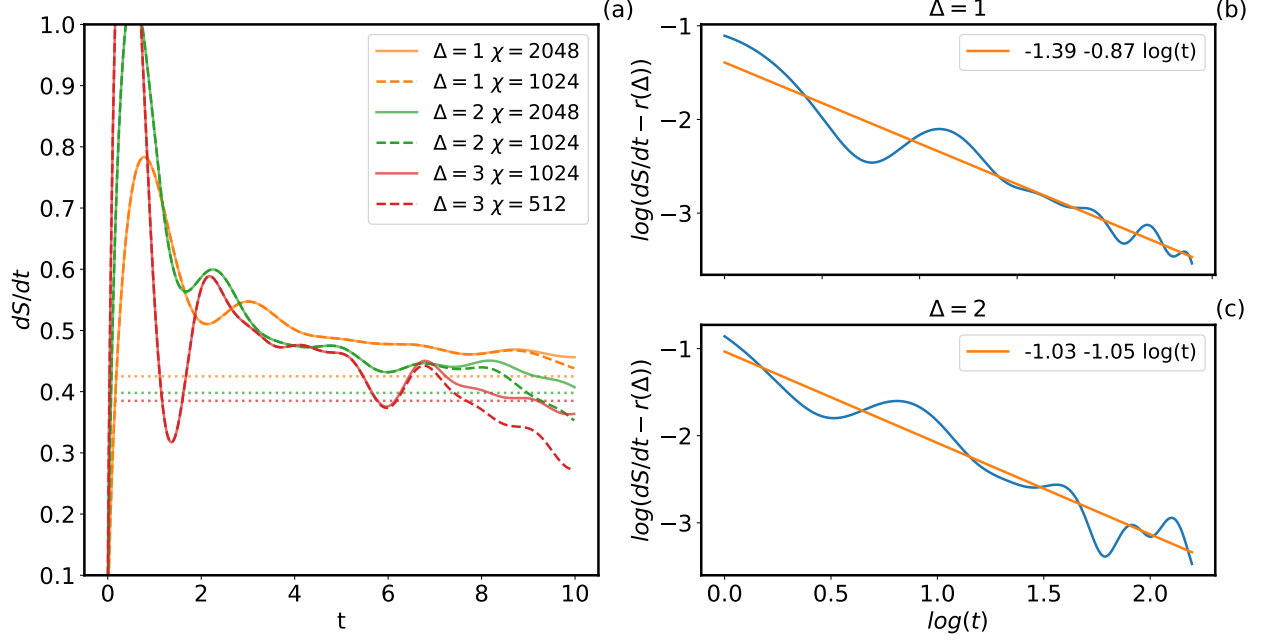 (a)
1.0
0.9
0.8
0.7
0.6
0.5
0.4
0.3
0.2
0.1
dS/dt
0 2 4 6 8 10
t
Δ = 1 χ = 2048
Δ = 1 χ = 1024
Δ = 2 χ = 2048
Δ = 2 χ = 1024
Δ = 3 χ = 1024
Δ = 3 χ = 512
Δ = 1
(b)
−1
−2
−3
log(dS/dt − r(Δ))
-1.39 -0.87 log(t)
Δ = 2
(c)
−1
−2
−3
log(dS/dt − r(Δ))
-1.03 -1.05 log(t)
0.0 0.5 1.0 1.5 2.0
log(t)